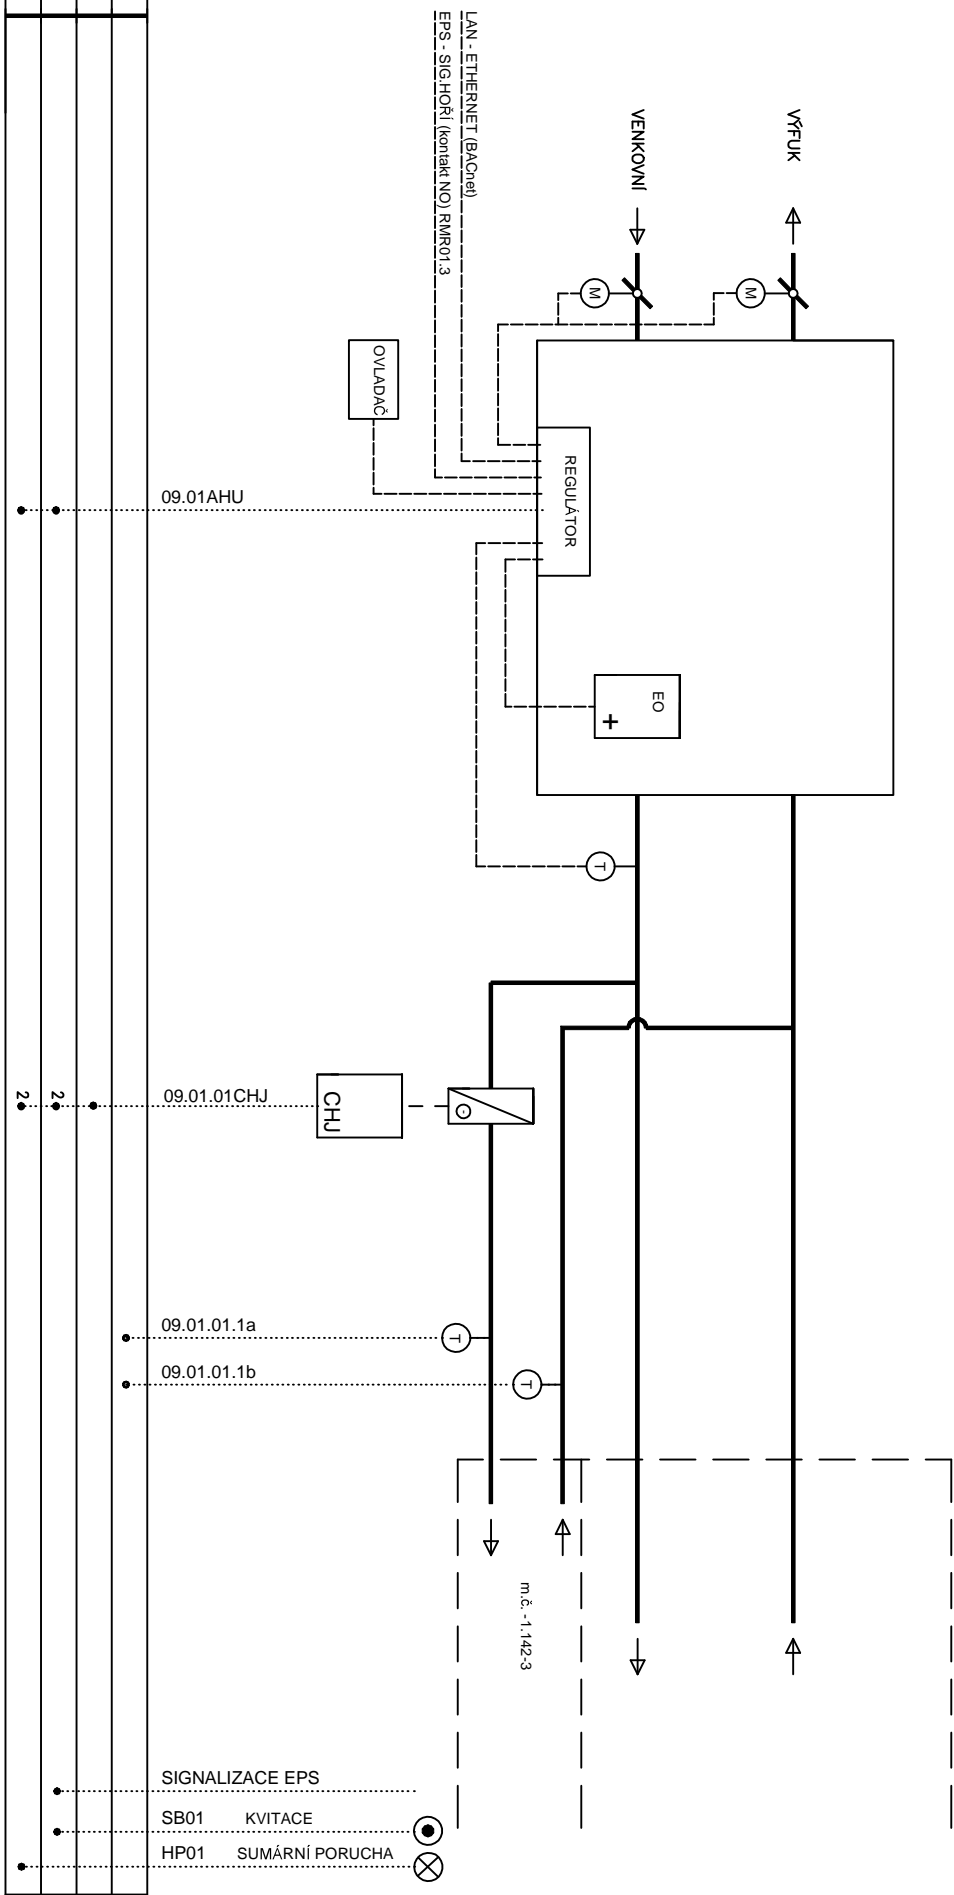 LAN - ETHERNET (BACnet)
EPS - SIG.HOŘÍ (kontakt NO) RMR01.3
VENKOVNÍ
VÝFUK
M
M
OVLADAČ
REGULÁTOR
09.01AHU
EO
+
T
2
2
09.01.01CHJ
CHJ
09.01.01.1a
T
09.01.01.1b
T
m.č. -1.142-3
SIGNALIZACE EPS
SB01 KVITACE
HP01 SUMÁRNÍ PORUCHA